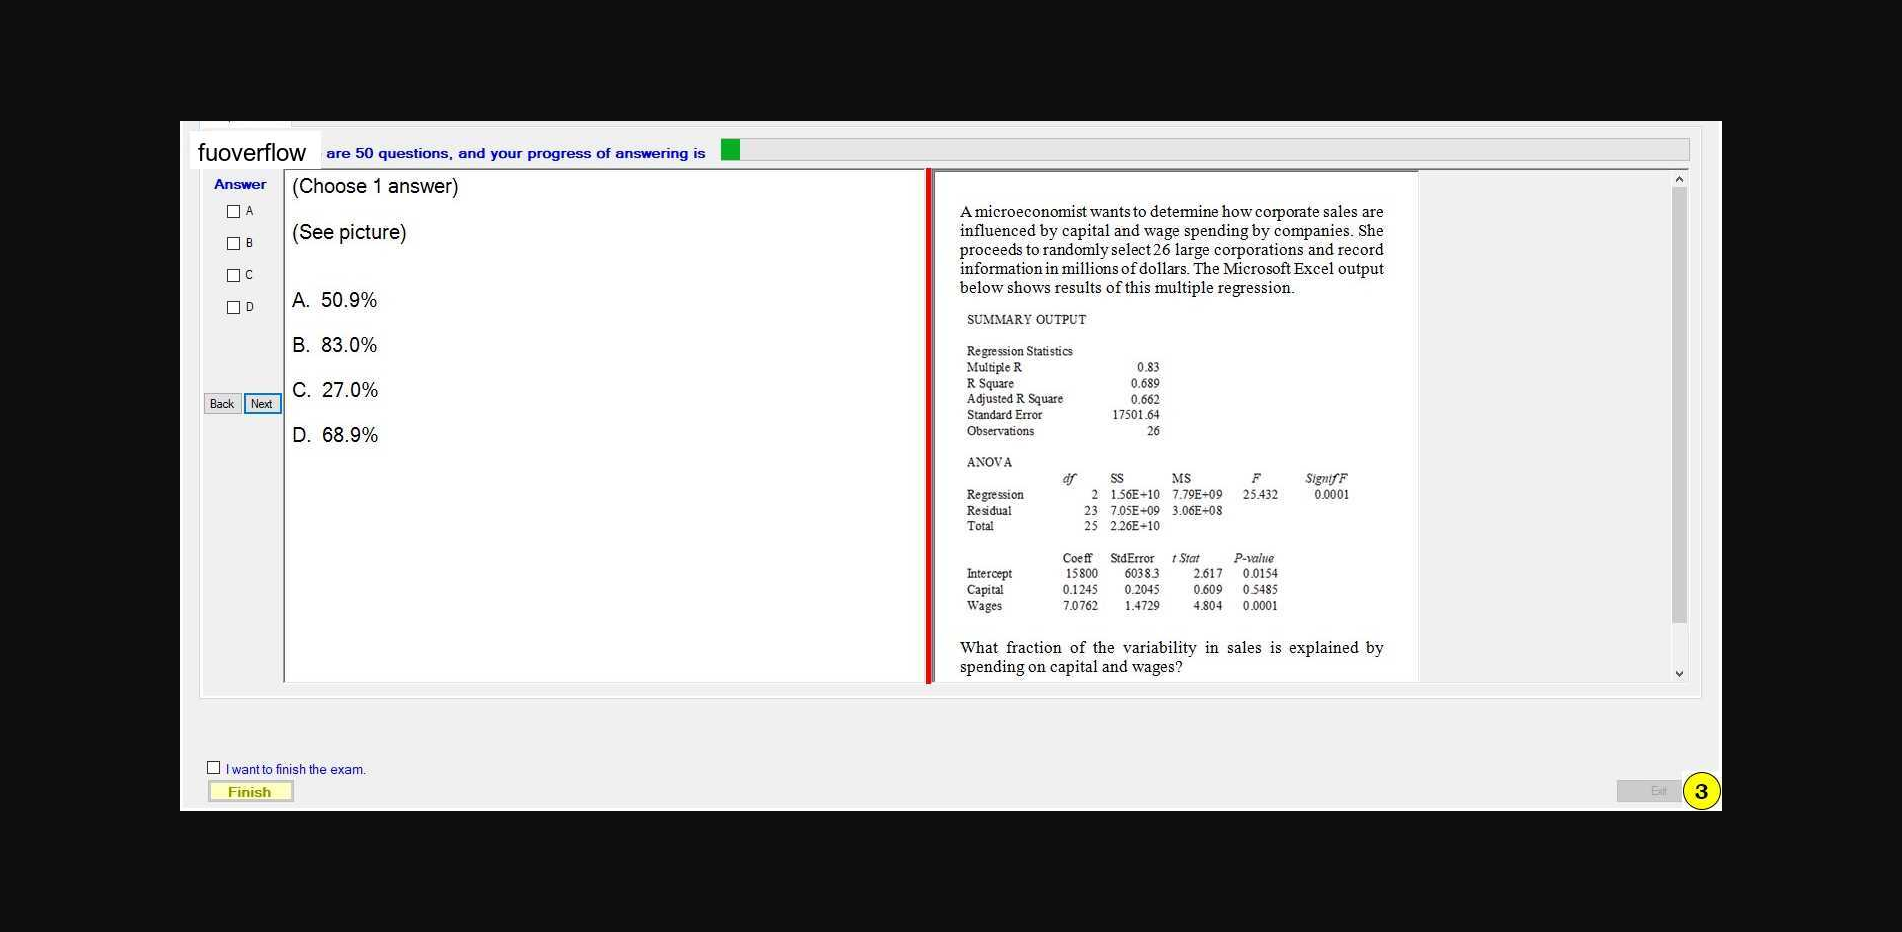 fuoverflow are 50 questions, and your progress of answering is
Answer
A
B
C
D
Back Next
(Choose 1 answer)
(See picture)
A. 50.9%
B. 83.0%
C. 27.0%
D. 68.9%
A microeconomist wants to determine how corporate sales are
influenced by capital and wage spending by companies. She
proceeds to randomly select 26 large corporations and record
information in millions of dollars. The Microsoft Excel output
below shows results of this multiple regression.
SUMMARY OUTPUT
Regression Statistics
Multiple R 0.83
R Square 0.689
Adjusted R Square 0.662
Standard Error 17501.64
Observations 26
ANOVA
df SS MS F Signif F
Regression 2 1.56E+10 7.79E+09 25.432 0.0001
Residual 23 7.05E+09 3.06E+08
Total 25 2.26E+10
Coeff StdError t Stat P-value
Intercept 15800 6038.3 2.617 0.0154
Capital 0.1245 0.2045 0.609 0.5485
Wages 7.0762 1.4729 4.804 0.0001
What fraction of the variability in sales is explained by
spending on capital and wages?
I want to finish the exam.
Finish
Exit
3